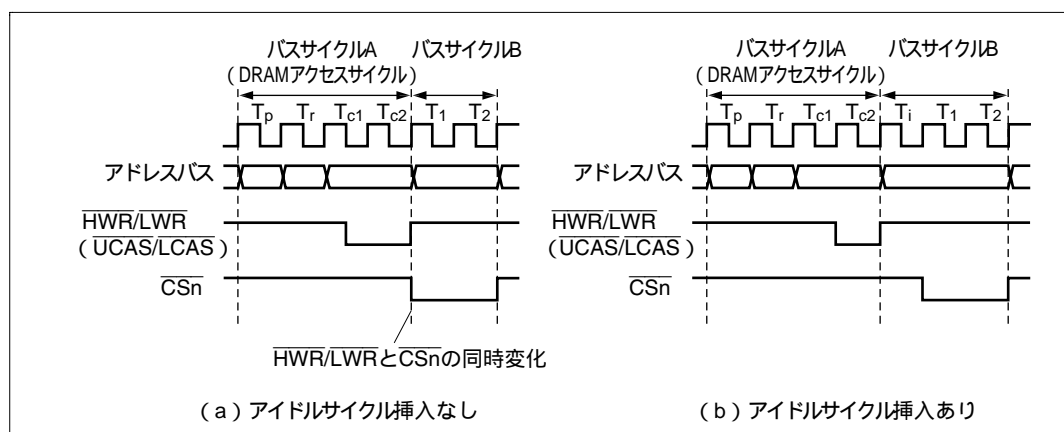 バスサイクルA バスサイクルB
(DRAMアクセスサイクル)
Tp Tr Tc1 Tc2 T1 T2
アドレスバス
HWR/LWR
(UCAS/LCAS)
CSn
HWR/LWRとCSnの同時変化
(a)アイドルサイクル挿入なし
バスサイクルA バスサイクルB
(DRAMアクセスサイクル)
Tp Tr Tc1 Tc2 Ti T1 T2
アドレスバス
HWR/LWR
(UCAS/LCAS)
CSn
(b)アイドルサイクル挿入あり